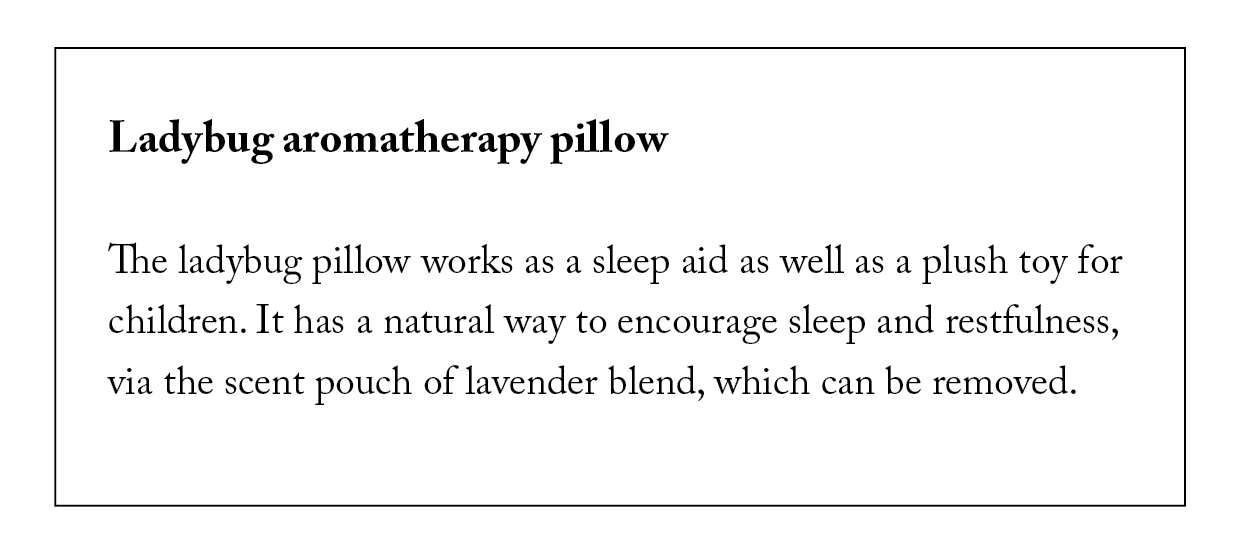 Ladybug aromatherapy pillow
The ladybug pillow works as a sleep aid as well as a plush toy for
children. It has a natural way to encourage sleep and restfulness,
via the scent pouch of lavender blend, which can be removed.